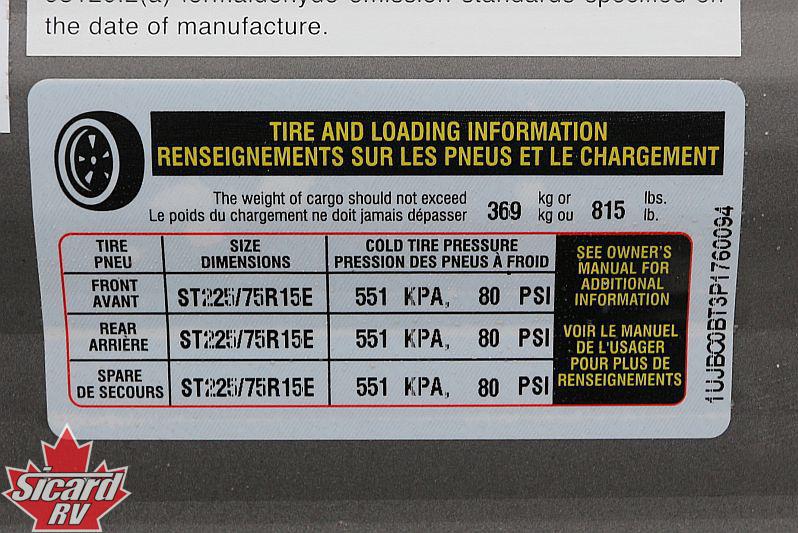 the date of manufacture.
TIRE AND LOADING INFORMATION
RENSEIGNEMENTS SUR LES PNEUS ET LE CHARGEMENT
The weight of cargo should not exceed
Le poids du chargement ne doit jamais dépasser
369 kg or
kg ou
815 lbs.
lb.
TIRE
PNEU
SIZE
DIMENSIONS
COLD TIRE PRESSURE
PRESSION DES PNEUS À FROID
FRONT
AVANT
ST225/75R15E
551 KPA, 80 PSI
REAR
ARRIÈRE
ST225/75R15E
551 KPA, 80 PSI
SPARE
DE SECOURS
ST225/75R15E
551 KPA, 80 PSI
SEE OWNER'S
MANUAL FOR
ADDITIONAL
INFORMATION
VOIR LE MANUEL
DE L'USAGER
POUR PLUS DE
RENSEIGNEMENTS
1UJBC0BT3P1760094
Sicard
RV